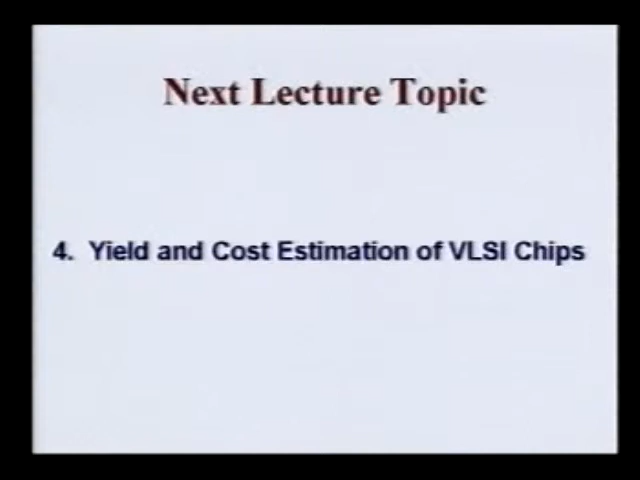 Next Lecture Topic
4. Yield and Cost Estimation of VLSI Chips